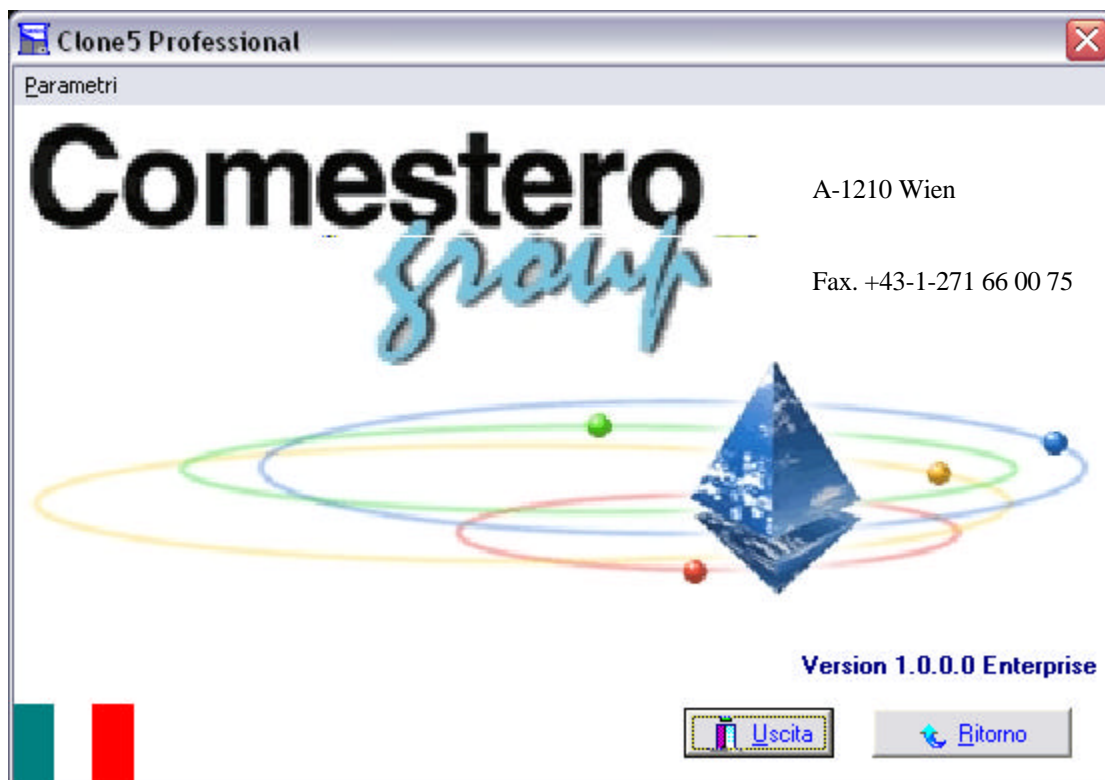 Clone5 Professional
Parametri
Comestero
group
A-1210 Wien
Fax. +43-1-271 66 00 75
Version 1.0.0.0 Enterprise
Uscita
Ritorno